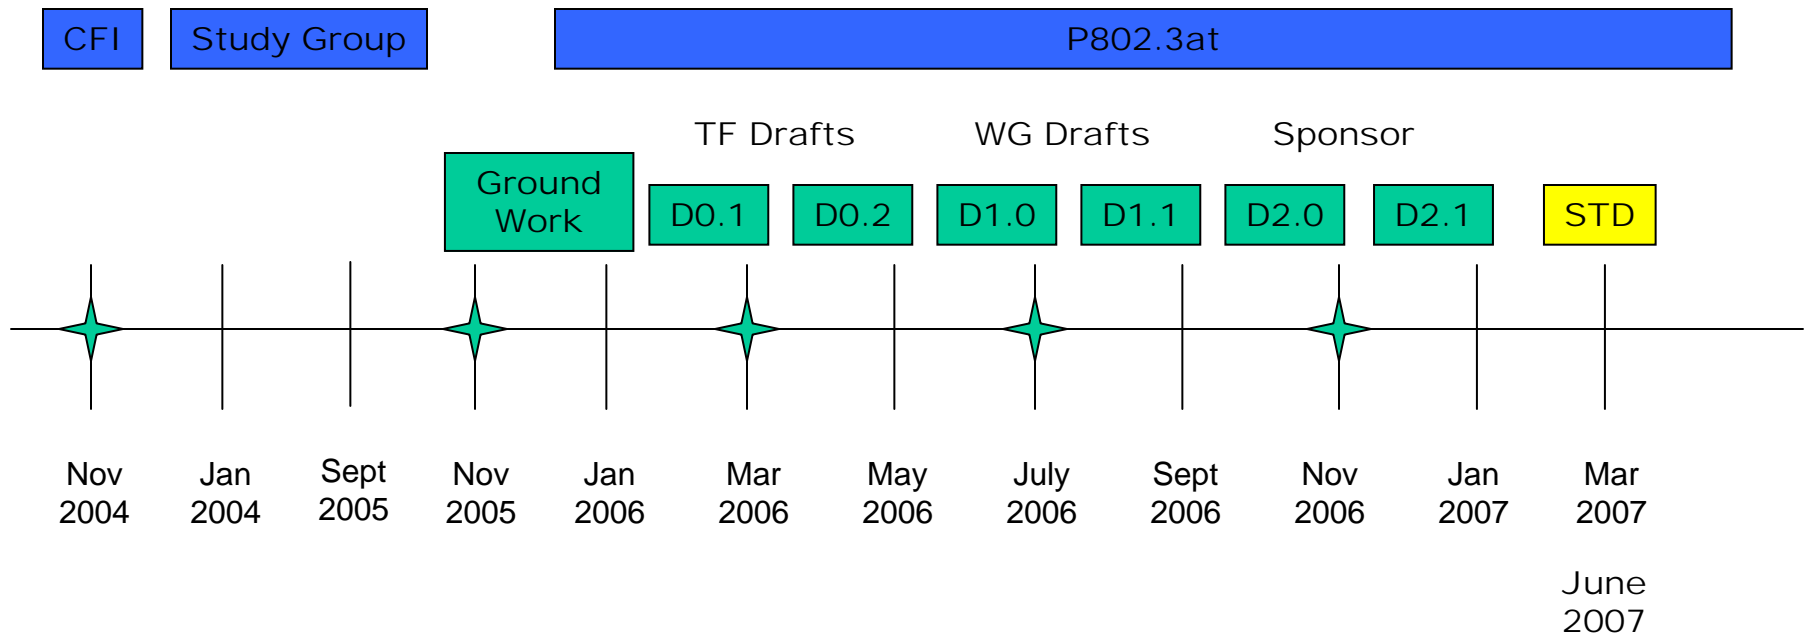 CFI
Study Group
P802.3at
TF Drafts
WG Drafts
Sponsor
Ground
Work
D0.1
D0.2
D1.0
D1.1
D2.0
D2.1
STD
Nov
2004
Jan
2004
Sept
2005
Nov
2005
Jan
2006
Mar
2006
May
2006
July
2006
Sept
2006
Nov
2006
Jan
2007
Mar
2007
June
2007